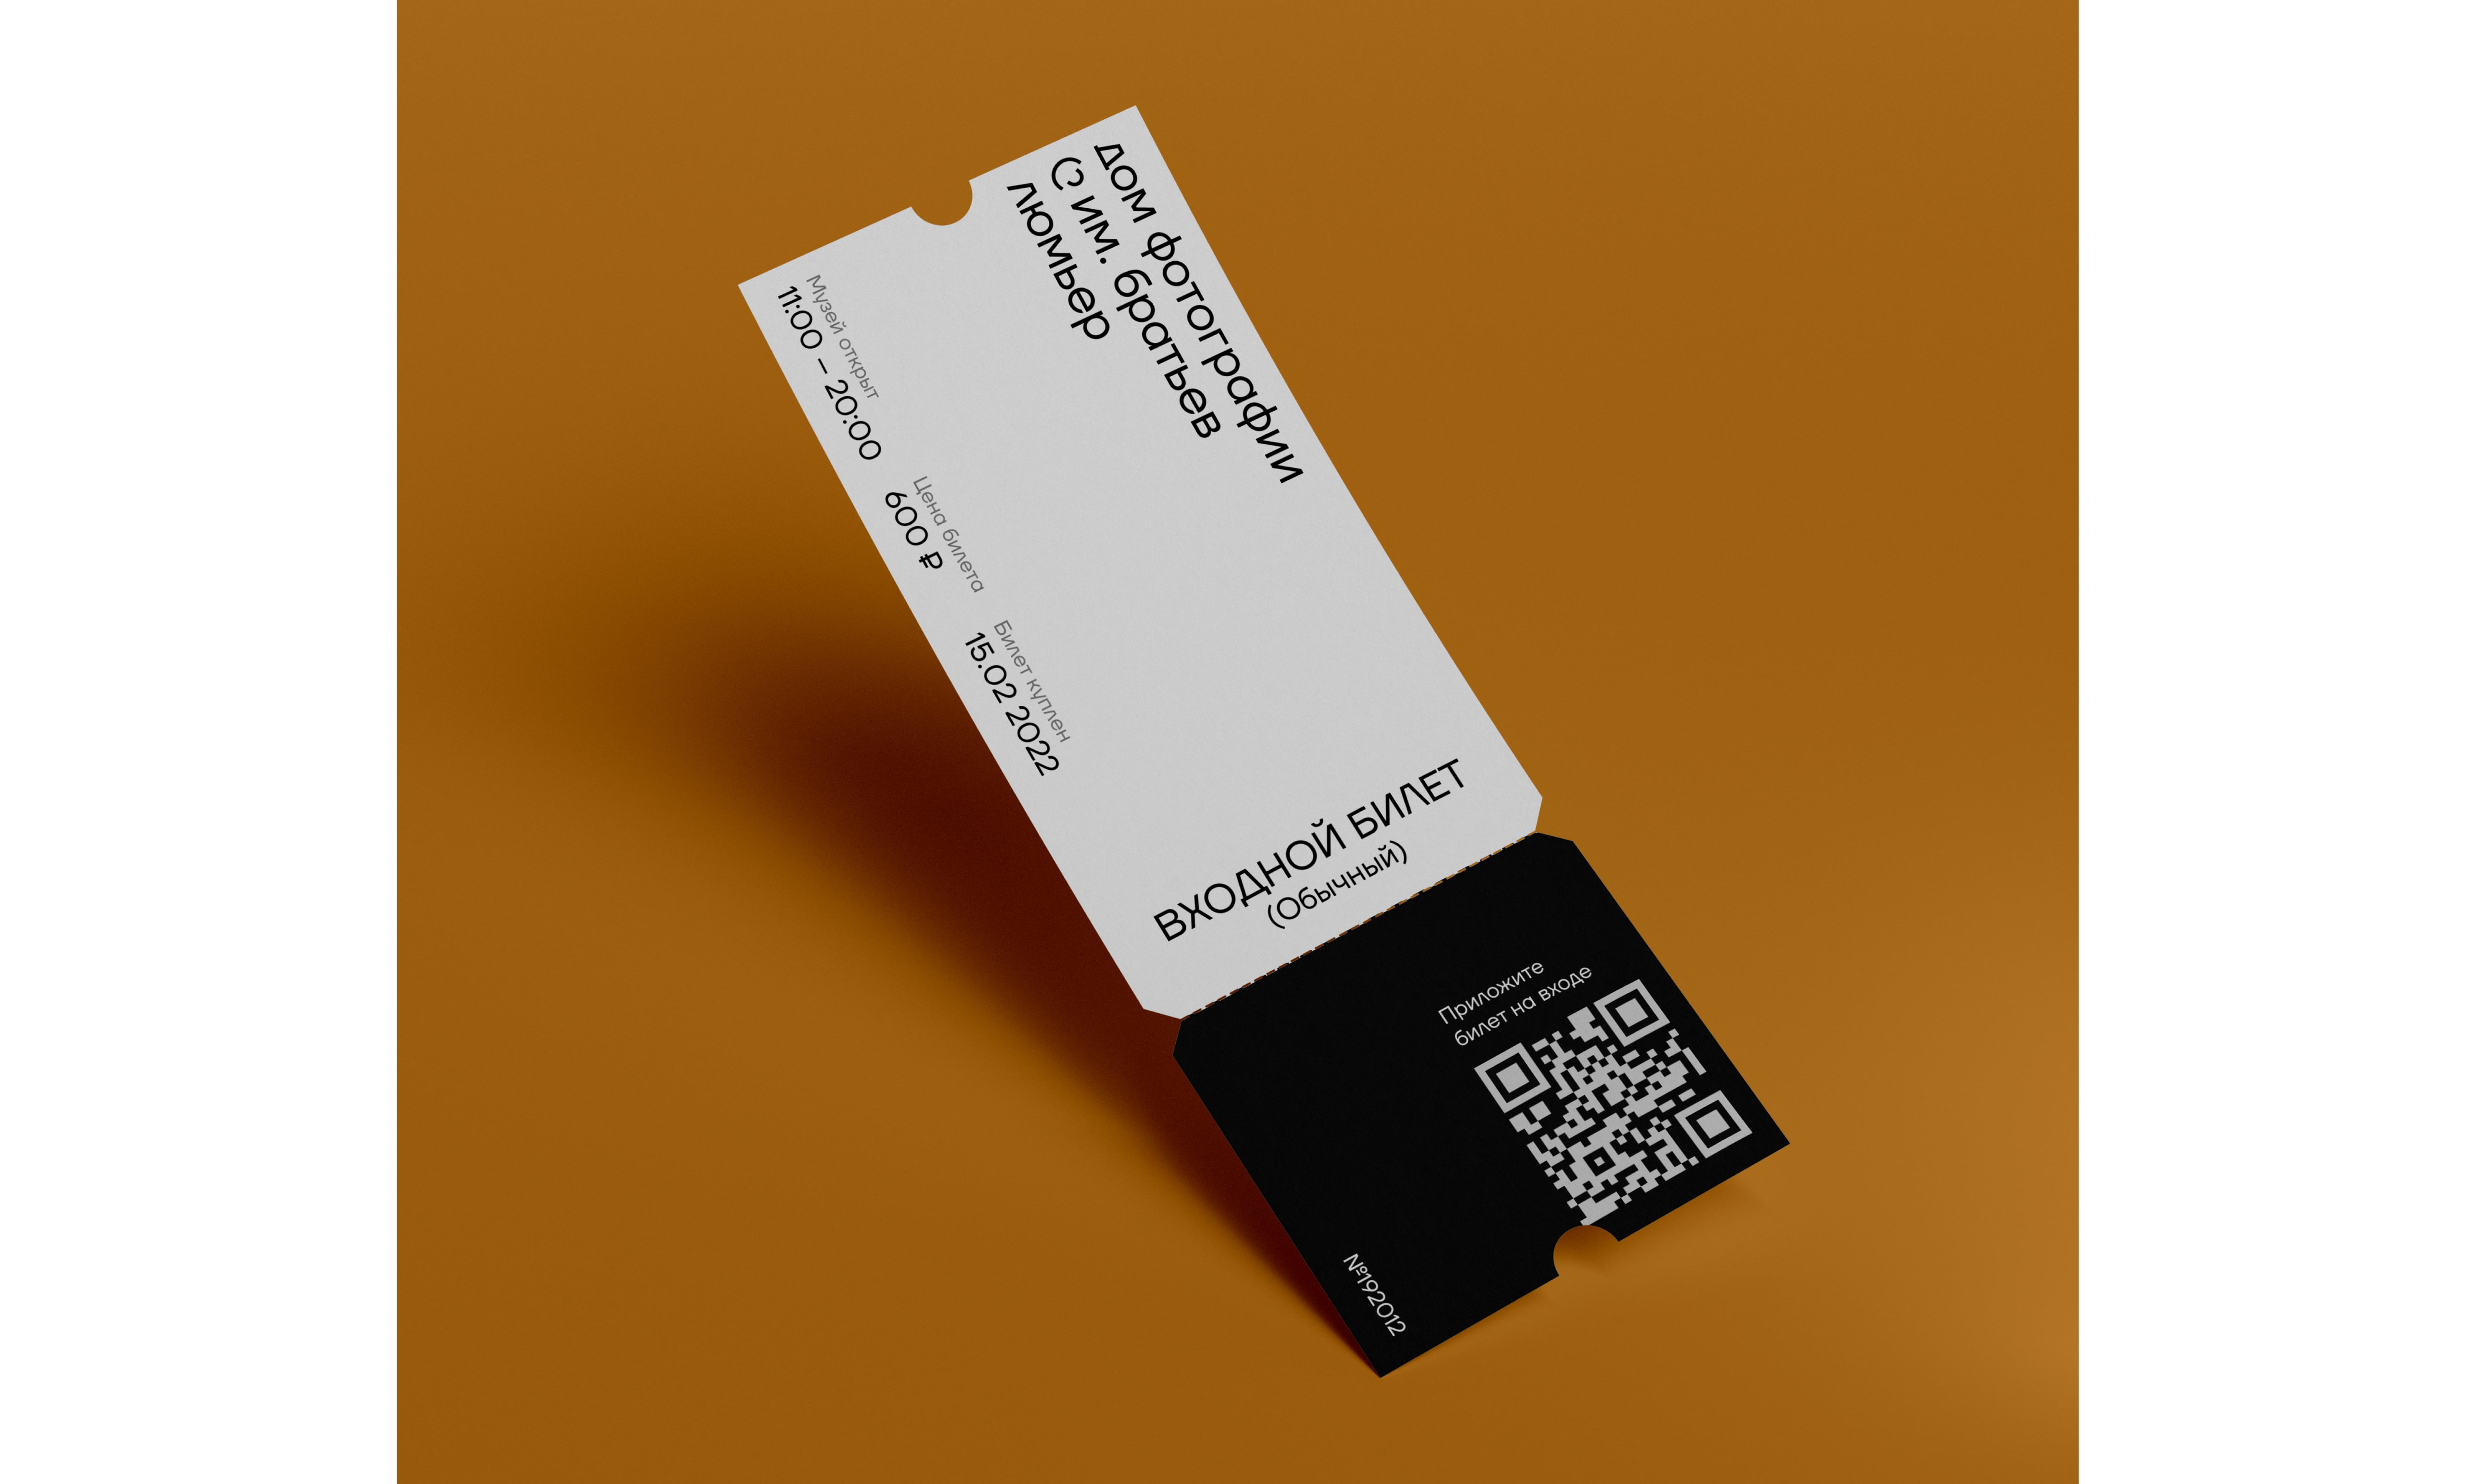 Дом фотографии
С им. братьев
Люмьер
Музей открыт
11:00 – 20:00
Цена билета
600 ₽
Билет куплен
15.02 2022
ВХОДНОЙ БИЛЕТ
(Обычный)
Приложите
билет на входе
№192012